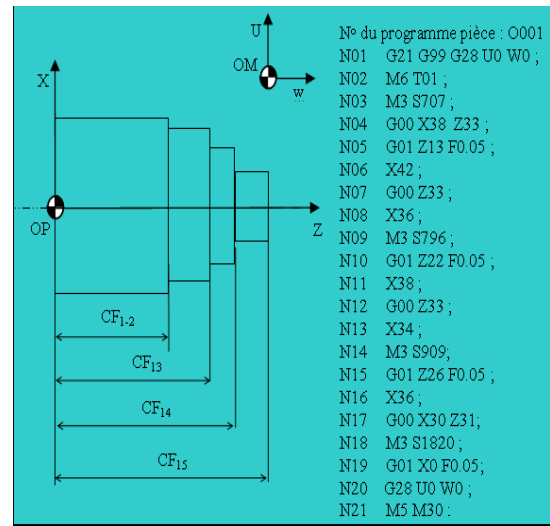 U
OM
w
X
OP
Z
CF1-2
CF13
CF14
CF15
Nº du programme pièce : O001
N01 G21 G99 G28 U0 W0 ;
N02 M6 T01 ;
N03 M3 S707 ;
N04 G00 X38 Z33 ;
N05 G01 Z13 F0.05 ;
N06 X42 ;
N07 G00 Z33 ;
N08 X36 ;
N09 M3 S796 ;
N10 G01 Z22 F0.05 ;
N11 X38 ;
N12 G00 Z33 ;
N13 X34 ;
N14 M3 S909;
N15 G01 Z26 F0.05 ;
N16 X36 ;
N17 G00 X30 Z31;
N18 M3 S1820 ;
N19 G01 X0 F0.05;
N20 G28 U0 W0 ;
N21 M5 M30 ;